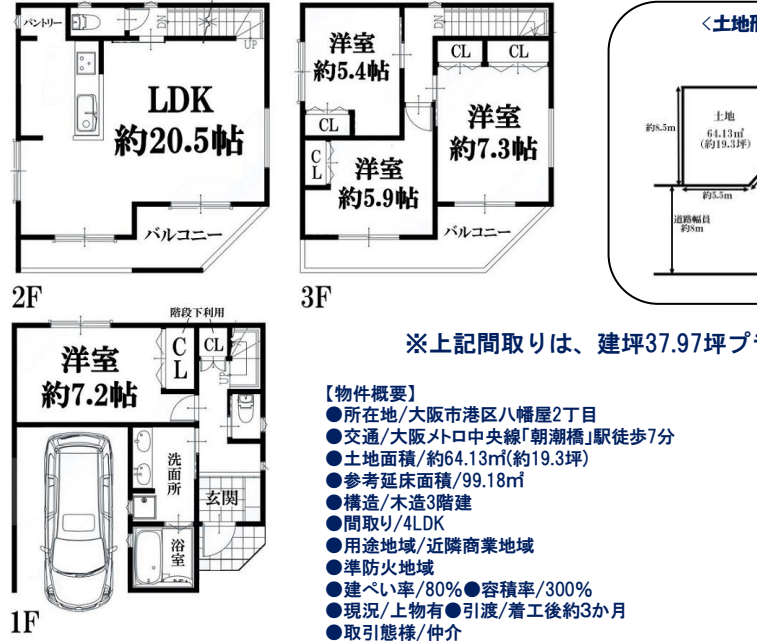 パントリー
DN
UP
LDK
約20.5帖
バルコニー
2F
洋室
約5.4帖
CL
DN
CL
CL
洋室
約7.3帖
CL
洋室
約5.9帖
バルコニー
3F
<土地形
約8.5m
土地
64.13㎡
(約19.3坪)
約5.5m
道路幅員
約8m
階段下利用
洋室
約7.2帖
CL
CL
UP
洗面所
玄関
浴室
1F
※上記間取りは、建坪37.97坪プラ
【物件概要】
●所在地/大阪市港区八幡屋2丁目
●交通/大阪メトロ中央線「朝潮橋」駅徒歩7分
●土地面積/約64.13㎡(約19.3坪)
●参考延床面積/99.18㎡
●構造/木造3階建
●間取り/4LDK
●用途地域/近隣商業地域
●準防火地域
●建ぺい率/80%●容積率/300%
●現況/上物有●引渡/着工後約3か月
●取引態様/仲介